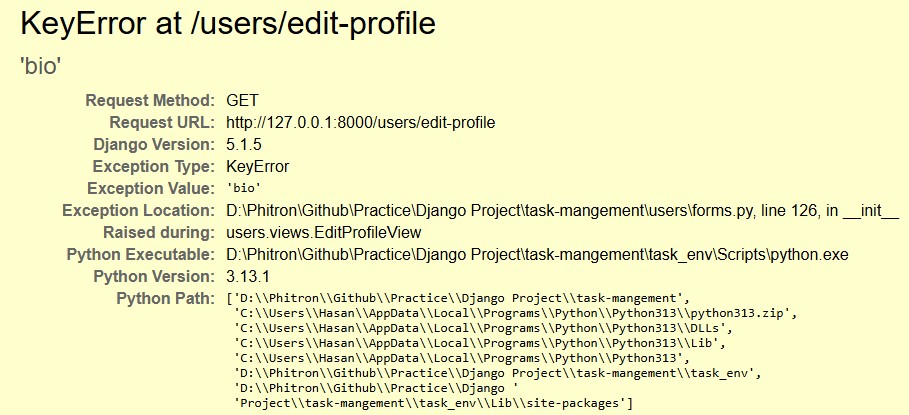 KeyError at /users/edit-profile
'bio'
Request Method: GET
Request URL: http://127.0.0.1:8000/users/edit-profile
Django Version: 5.1.5
Exception Type: KeyError
Exception Value: 'bio'
Exception Location: D:\Phitron\Github\Practice\Django Project\task-mangement\users\forms.py, line 126, in __init__
Raised during: users.views.EditProfileView
Python Executable: D:\Phitron\Github\Practice\Django Project\task-mangement\task_env\Scripts\python.exe
Python Version: 3.13.1
Python Path: ['D:\\Phitron\\Github\\Practice\\Django Project\\task-mangement',
'C:\\Users\\Hasan\\AppData\\Local\\Programs\\Python\\Python313\\python313.zip',
'C:\\Users\\Hasan\\AppData\\Local\\Programs\\Python\\Python313\\DLLs',
'C:\\Users\\Hasan\\AppData\\Local\\Programs\\Python\\Python313\\Lib',
'C:\\Users\\Hasan\\AppData\\Local\\Programs\\Python\\Python313',
'D:\\Phitron\\Github\\Practice\\Django Project\\task-mangement\\task_env',
'D:\\Phitron\\Github\\Practice\\Django '
'Project\\task-mangement\\task_env\\Lib\\site-packages']